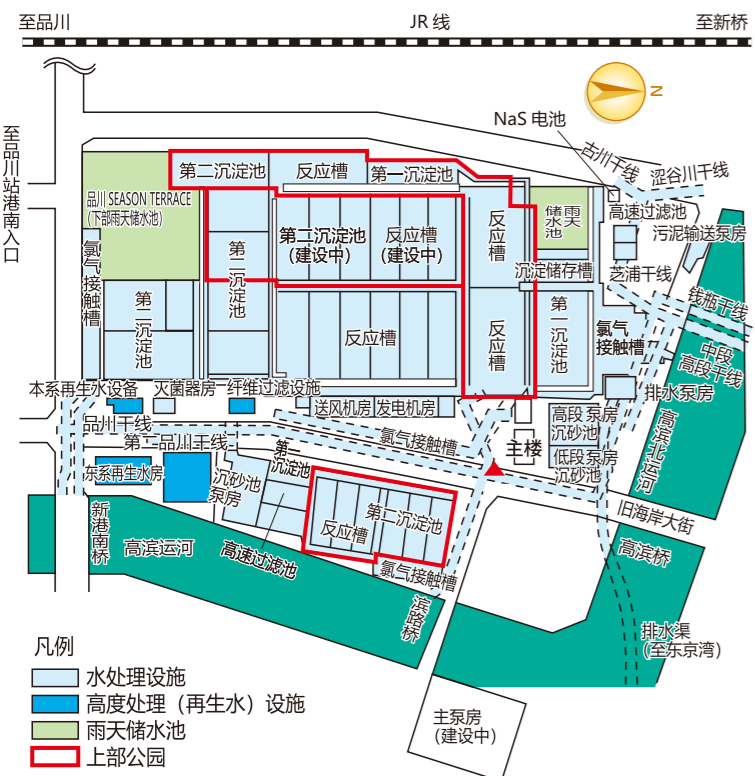 至品川
JR 线
至新桥
N
NaS 电池
至品川站港南入口
古川干线
涩谷川干线
第二沉淀池
反应槽
第一沉淀池
品川 SEASON TERRACE
(下部雨天储水池)
高速过滤池
污泥输送泵房
反应槽
雨天
储水池
氯气接触槽
第二沉淀池
第二沉淀池
(建设中)
反应槽
(建设中)
沉淀储存槽
芝浦干线
线瓶干线
第二沉淀池
反应槽
反应槽
第一沉淀池
氯气
接触槽
中段
高段干线
排水泵房
本系再生水设备
灭菌器房
纤维过滤设施
送风机房
发电机房
高段泵房
沉砂池
高滨北运河
品川干线
第二品川干线
氯气接触槽
主楼
低段泵房
沉砂池
东系再生水房
沉砂池
泵房
第一
沉淀池
第二沉淀池
反应槽
旧海岸大街
新港南桥
高滨运河
高速过滤池
氯气接触槽
高滨桥
滨路桥
排水渠
(至东京湾)
凡例
水处理设施
高度处理（再生水）设施
雨天储水池
上部公园
主泵房
(建设中)